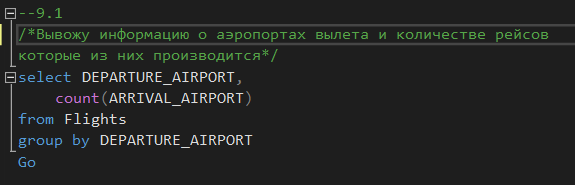 --9.1
/*Вывожу информацию о аэропортах вылета и количестве рейсов
которые из них производится*/
select DEPARTURE_AIRPORT,
    count(ARRIVAL_AIRPORT)
from Flights
group by DEPARTURE_AIRPORT
Go